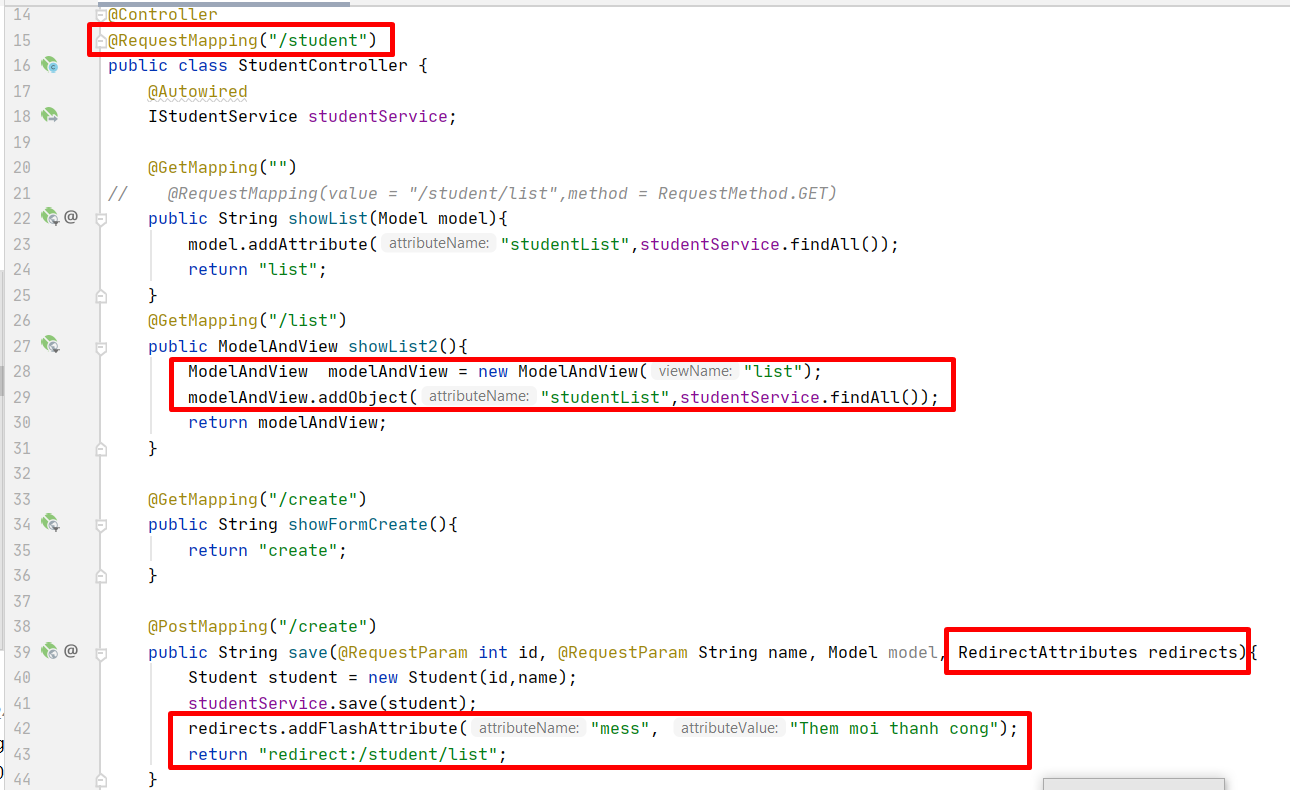 14 @Controller
15 @RequestMapping("/student")
16 public class StudentController {
17 @Autowired
18 IStudentService studentService;
19
20 @GetMapping("")
21 // @RequestMapping(value = "/student/list",method = RequestMethod.GET)
22 @ public String showList(Model model){
23 model.addAttribute( attributeName: "studentList",studentService.findAll());
24 return "list";
25 }
26 @GetMapping("/list")
27 public ModelAndView showList2(){
28 ModelAndView modelAndView = new ModelAndView( viewName: "list");
29 modelAndView.addObject( attributeName: "studentList",studentService.findAll());
30 return modelAndView;
31 }
32
33 @GetMapping("/create")
34 public String showFormCreate(){
35 return "create";
36 }
37
38 @PostMapping("/create")
39 @ public String save(@RequestParam int id, @RequestParam String name, Model model, RedirectAttributes redirects){
40 Student student = new Student(id,name);
41 studentService.save(student);
42 redirects.addFlashAttribute( attributeName: "mess", attributeValue: "Them moi thanh cong");
43 return "redirect:/student/list";
44 }